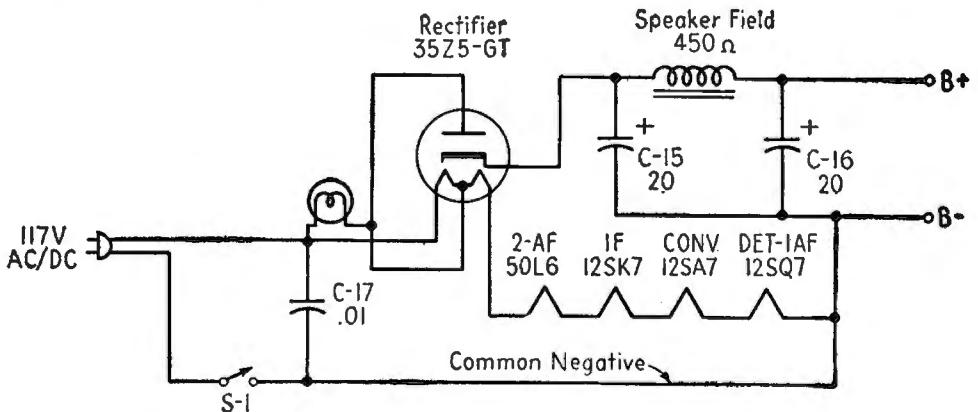 Rectifier
35Z5-GT
Speaker Field
450 Ω
B+
+
C-15
20
+
C-16
20
B-
117V
AC/DC
2-AF
50L6
IF
12SK7
CONV.
12SA7
DET-1AF
12SQ7
C-17
.01
Common Negative
S-1